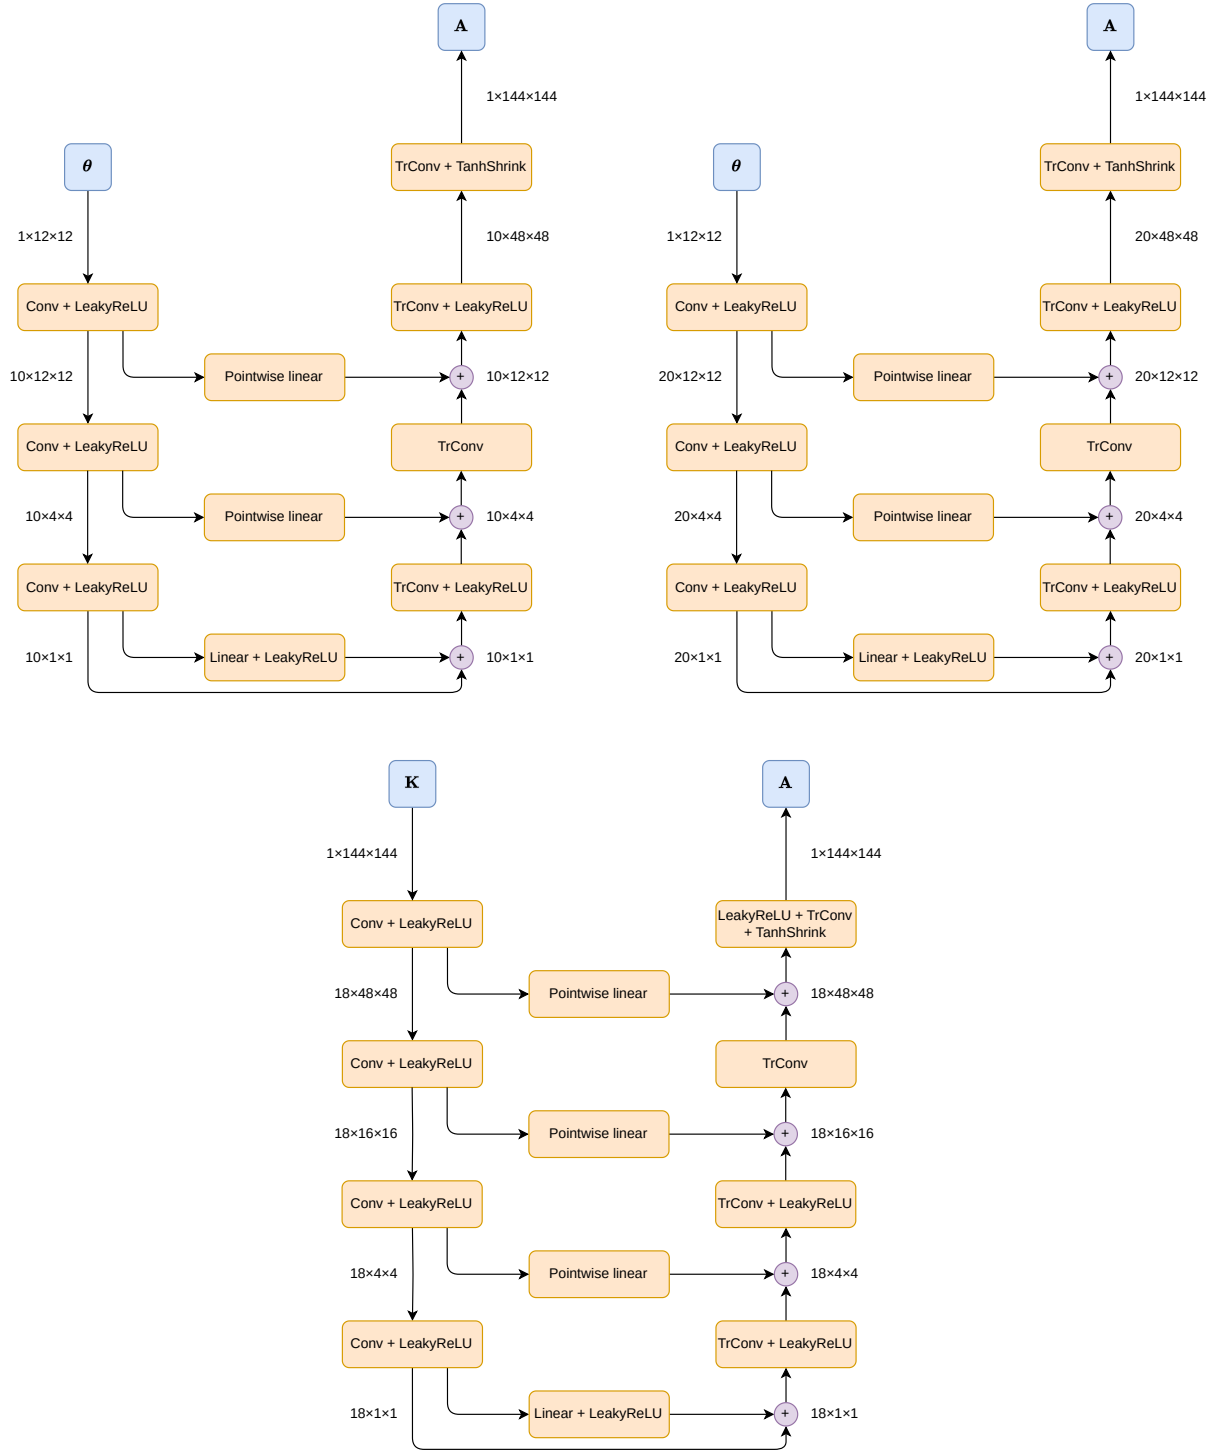 A
1×144×144
θ
TrConv + TanhShrink
1×12×12
10×48×48
Conv + LeakyReLU
TrConv + LeakyReLU
10×12×12
Pointwise linear
+
10×12×12
Conv + LeakyReLU
TrConv
10×4×4
Pointwise linear
+
10×4×4
Conv + LeakyReLU
TrConv + LeakyReLU
10×1×1
Linear + LeakyReLU
+
10×1×1
A
1×144×144
θ
TrConv + TanhShrink
1×12×12
20×48×48
Conv + LeakyReLU
TrConv + LeakyReLU
20×12×12
Pointwise linear
+
20×12×12
Conv + LeakyReLU
TrConv
20×4×4
Pointwise linear
+
20×4×4
Conv + LeakyReLU
TrConv + LeakyReLU
20×1×1
Linear + LeakyReLU
+
20×1×1
K
A
1×144×144
1×144×144
Conv + LeakyReLU
LeakyReLU + TrConv
+ TanhShrink
18×48×48
Pointwise linear
+
18×48×48
Conv + LeakyReLU
TrConv
18×16×16
Pointwise linear
+
18×16×16
Conv + LeakyReLU
TrConv + LeakyReLU
18×4×4
Pointwise linear
+
18×4×4
Conv + LeakyReLU
TrConv + LeakyReLU
18×1×1
Linear + LeakyReLU
+
18×1×1